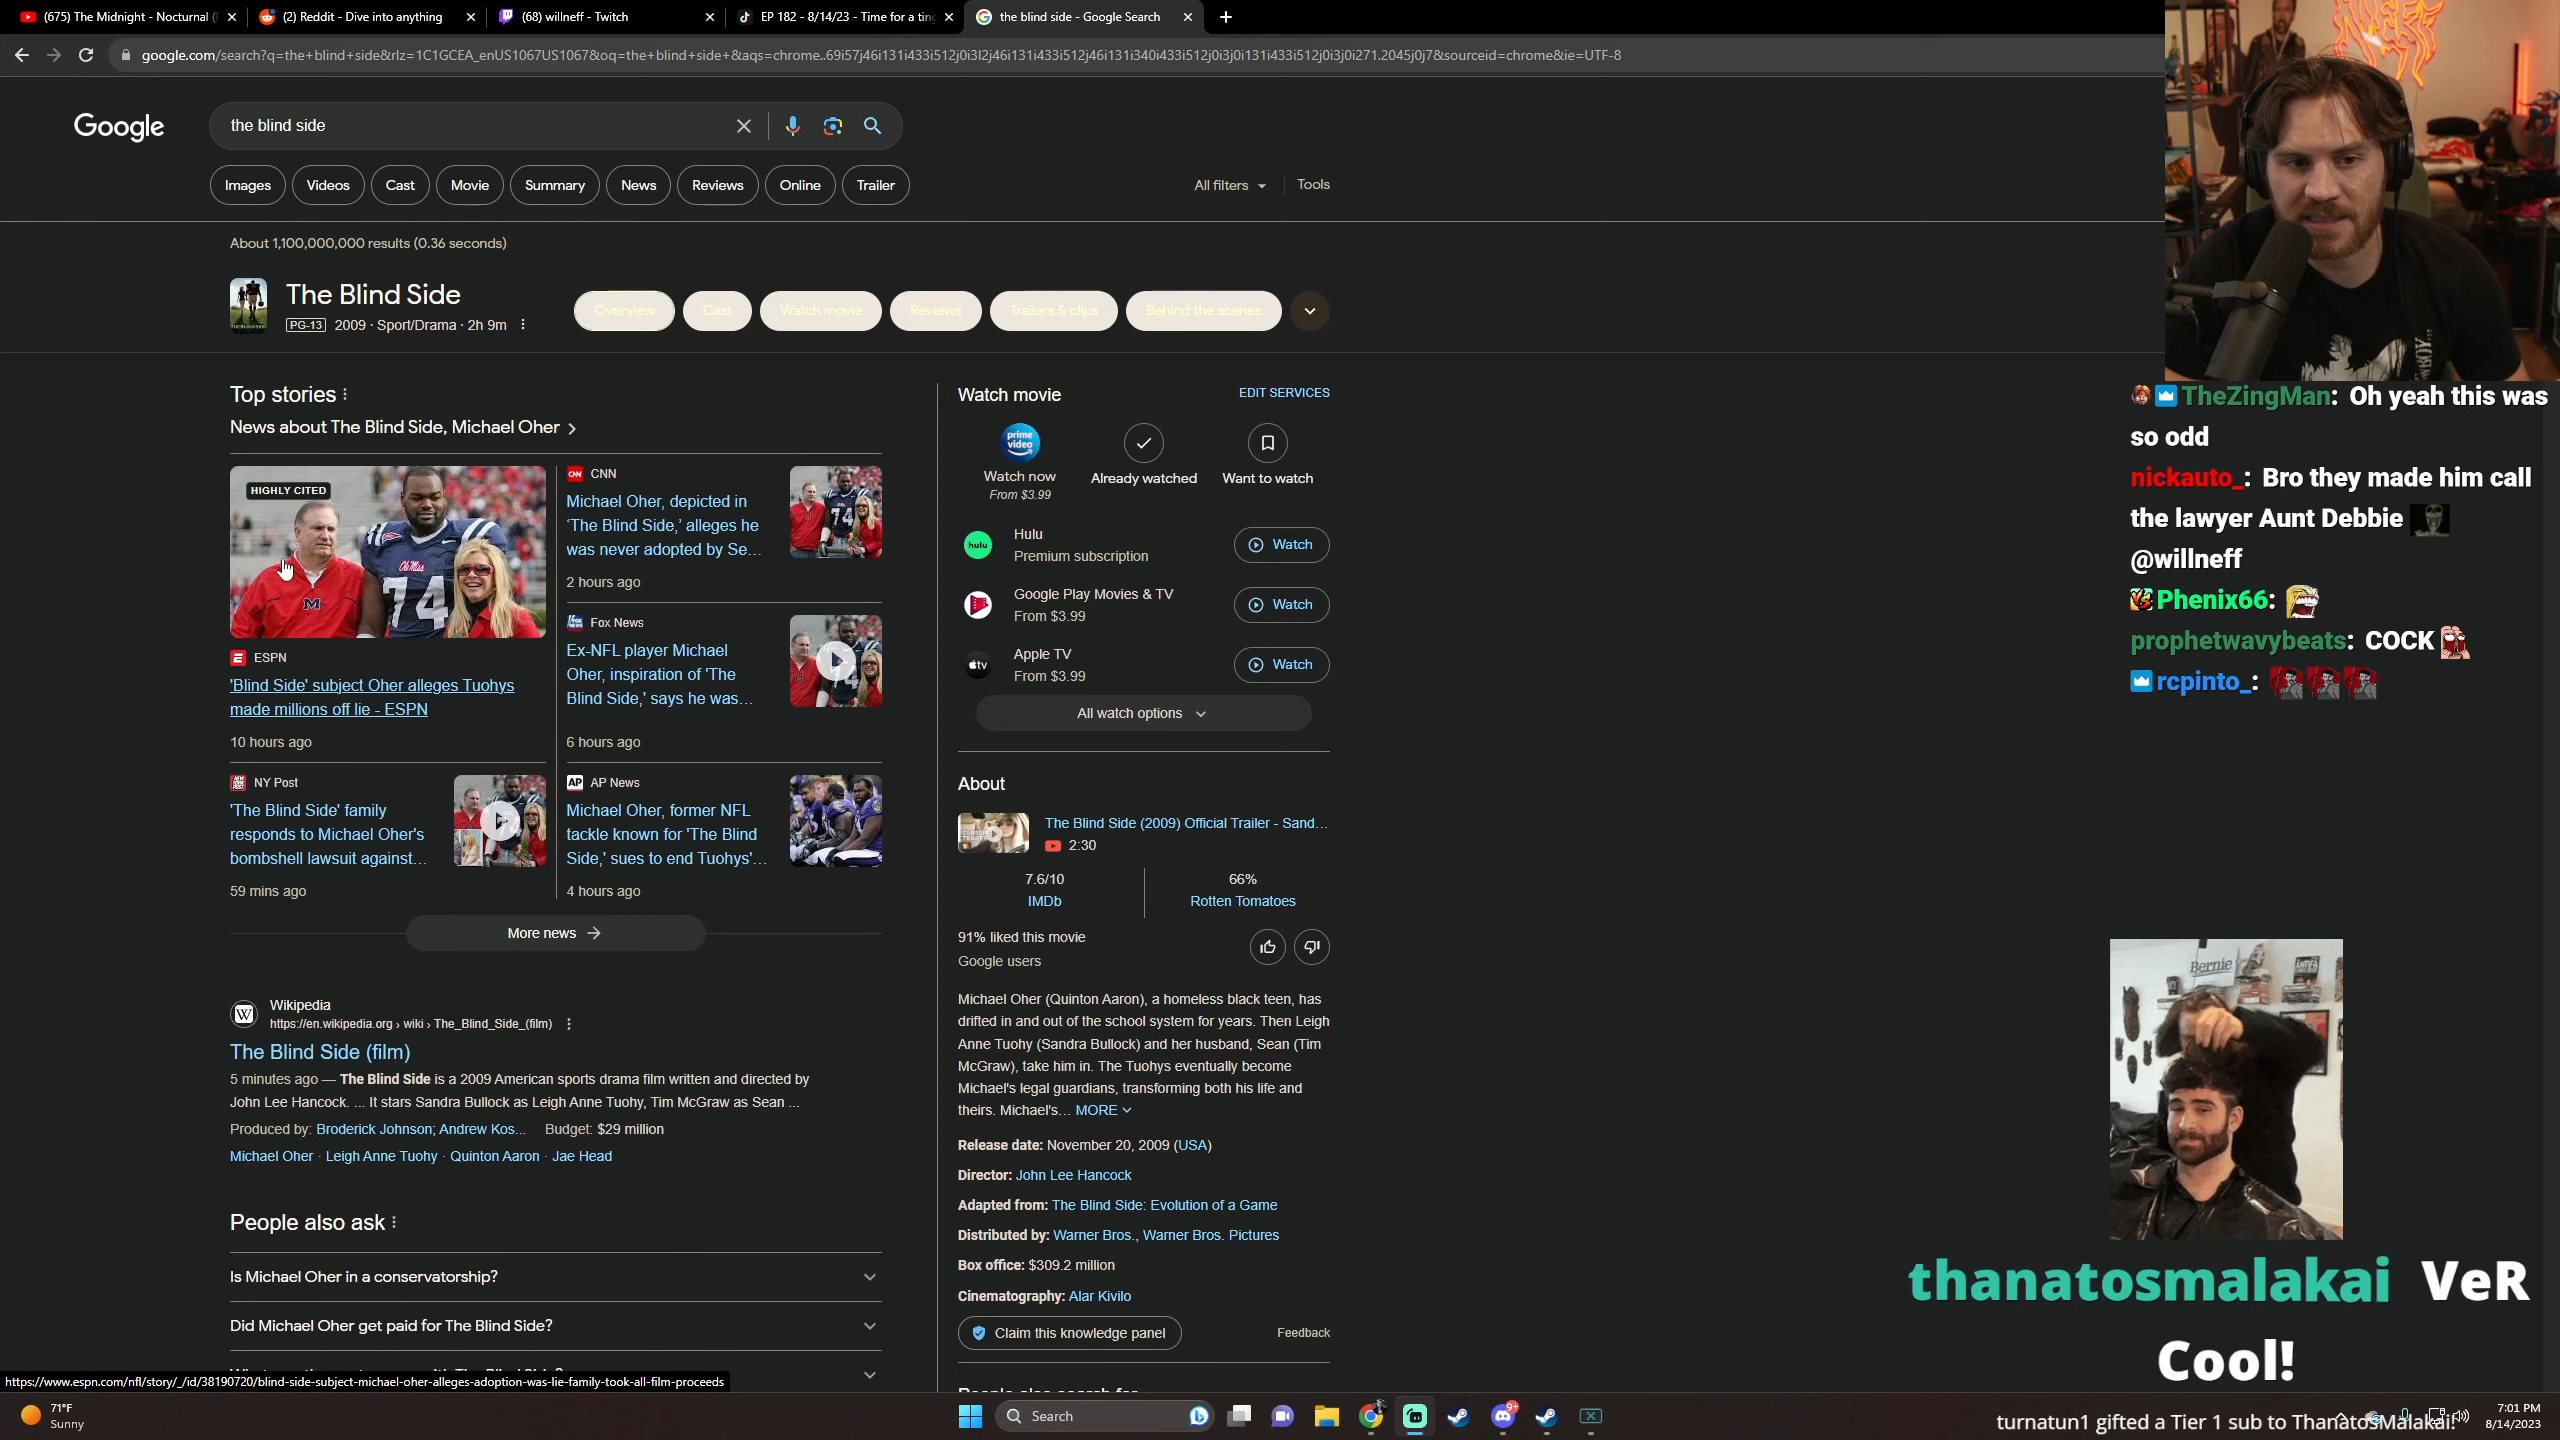 (675) The Midnight - Nocturnal
(2) Reddit - Dive into anything
(68) willneff - Twitch
EP 182 - 8/14/23 - Time for a ting
the blind side - Google Search
google.com/search?q=the+blind+side&rlz=1C1GCEA_enUS1067US1067&oq=the+blind+side+&aqs=chrome..69i57j46i131i433i512j0i3l2j46i131i433i512j46i131i340i433i512j0i3j0i131i433i512j0i3j0i271.2045j0j7&sourceid=chrome&ie=UTF-8
Google
the blind side
Images
Videos
Cast
Movie
Summary
News
Reviews
Online
Trailer
All filters
Tools
About 1,100,000,000 results (0.36 seconds)
The Blind Side
PG-13 2009 · Sport/Drama · 2h 9m
Overview
Cast
Watch movie
Reviews
Trailers & clips
Behind the scenes
Top stories
News about The Blind Side, Michael Oher
HIGHLY CITED
ESPN
'Blind Side' subject Oher alleges Tuohys
made millions off lie - ESPN
10 hours ago
CNN
Michael Oher, depicted in
‘The Blind Side,’ alleges he
was never adopted by Se...
2 hours ago
Fox News
Ex-NFL player Michael
Oher, inspiration of 'The
Blind Side,' says he was...
6 hours ago
NY Post
'The Blind Side' family
responds to Michael Oher's
bombshell lawsuit against...
59 mins ago
AP News
Michael Oher, former NFL
tackle known for 'The Blind
Side,' sues to end Tuohys'...
4 hours ago
More news
Wikipedia
https://en.wikipedia.org › wiki › The_Blind_Side_(film)
The Blind Side (film)
5 minutes ago — The Blind Side is a 2009 American sports drama film written and directed by
John Lee Hancock. ... It stars Sandra Bullock as Leigh Anne Tuohy, Tim McGraw as Sean ...
Produced by: Broderick Johnson; Andrew Kos... Budget: $29 million
Michael Oher · Leigh Anne Tuohy · Quinton Aaron · Jae Head
People also ask
Is Michael Oher in a conservatorship?
Did Michael Oher get paid for The Blind Side?
https://www.espn.com/nfl/story/_/id/38190720/blind-side-subject-michael-oher-alleges-adoption-was-lie-family-took-all-film-proceeds
Watch movie
EDIT SERVICES
prime
video
Watch now
From $3.99
Already watched
Want to watch
hulu
Hulu
Premium subscription
Watch
Google Play Movies & TV
From $3.99
Watch
tv
Apple TV
From $3.99
Watch
All watch options
About
The Blind Side (2009) Official Trailer - Sand...
2:30
7.6/10
IMDb
66%
Rotten Tomatoes
91% liked this movie
Google users
Michael Oher (Quinton Aaron), a homeless black teen, has
drifted in and out of the school system for years. Then Leigh
Anne Tuohy (Sandra Bullock) and her husband, Sean (Tim
McGraw), take him in. The Tuohys eventually become
Michael's legal guardians, transforming both his life and
theirs. Michael's... MORE
Release date: November 20, 2009 (USA)
Director: John Lee Hancock
Adapted from: The Blind Side: Evolution of a Game
Distributed by: Warner Bros., Warner Bros. Pictures
Box office: $309.2 million
Cinematography: Alar Kivilo
Claim this knowledge panel
Feedback
TheZingMan: Oh yeah this was
so odd
nickauto_: Bro they made him call
the lawyer Aunt Debbie
@willneff
Phenix66:
prophetwavybeats: COCK
rcpinto_:
Bernie
thanatosmalakai VeR
Cool!
turnatun1 gifted a Tier 1 sub to ThanatosMalakai!
71°F
Sunny
Search
7:01 PM
8/14/2023